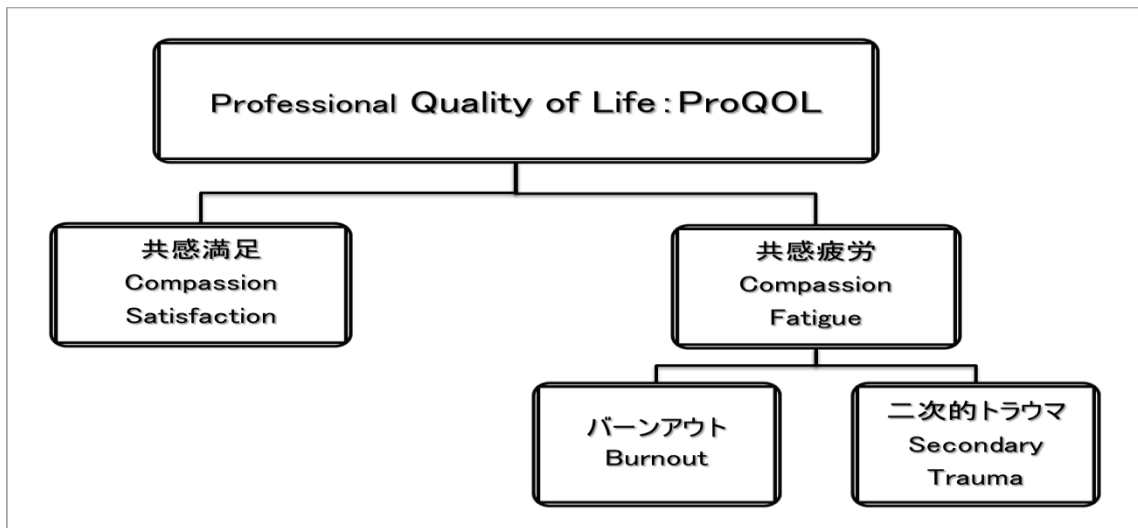 Professional Quality of Life：ProQOL
共感満足
Compassion
Satisfaction
共感疲労
Compassion
Fatigue
バーンアウト
Burnout
二次的トラウマ
Secondary
Trauma